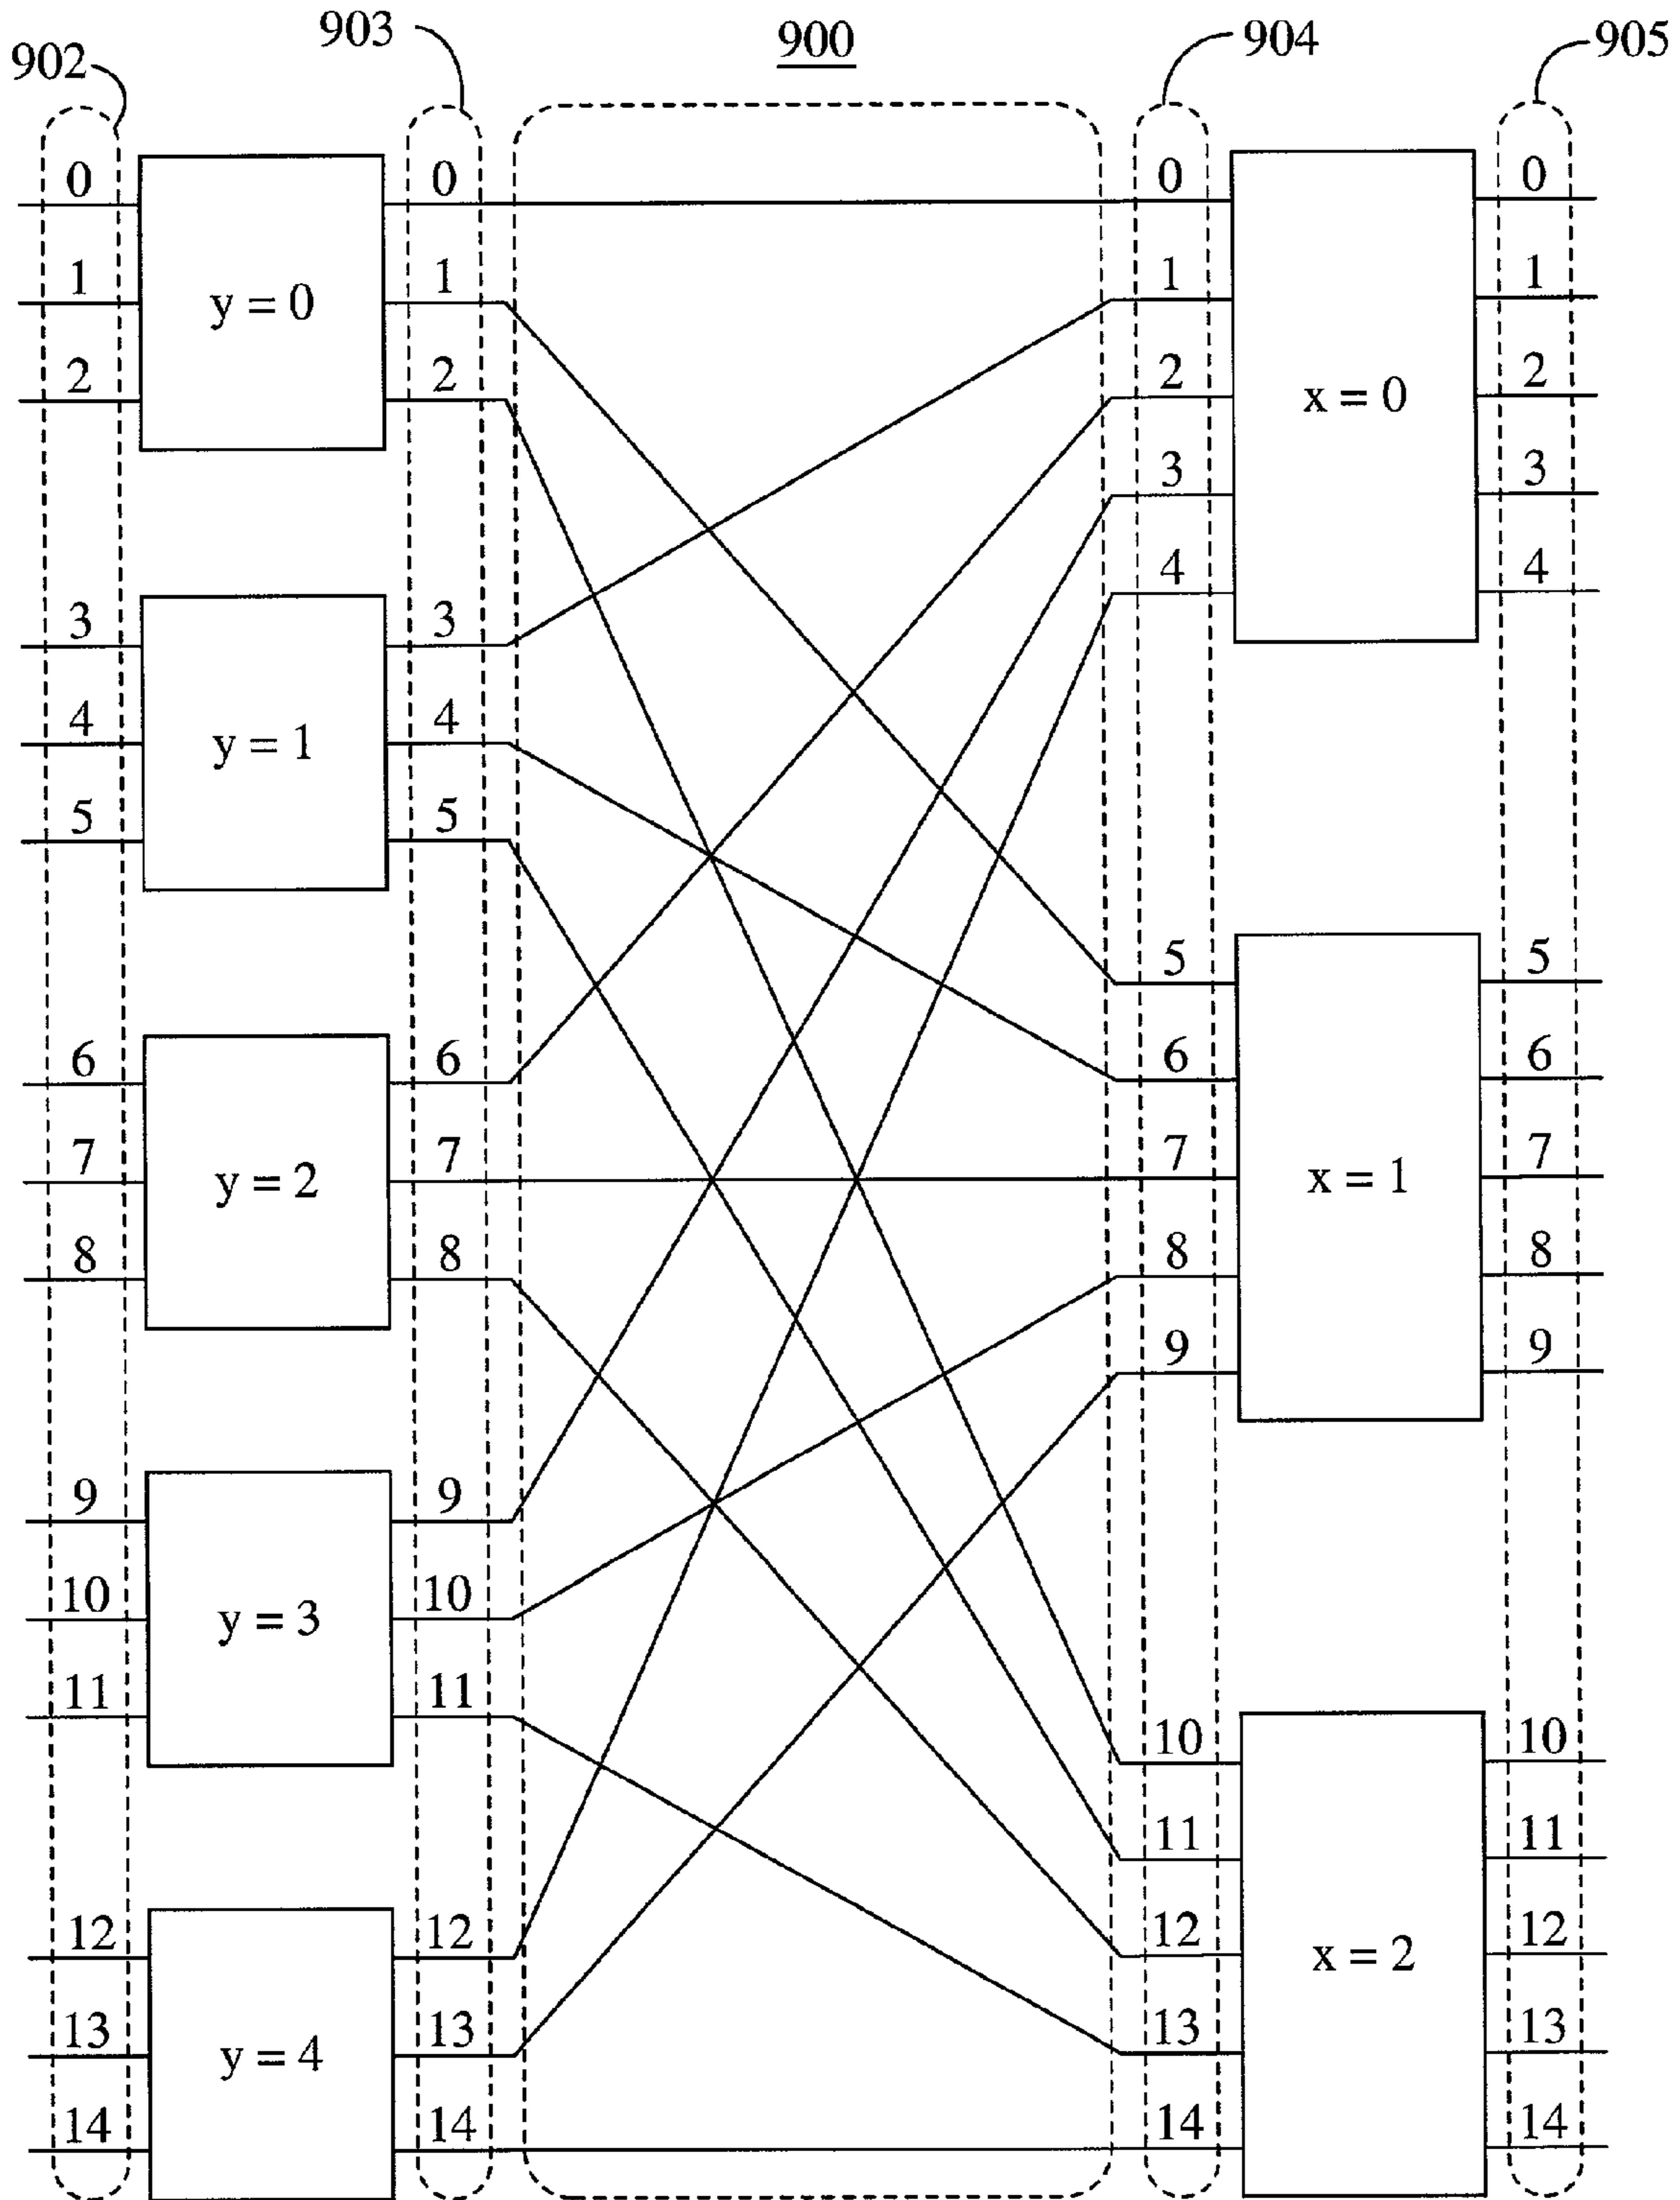 902
903
900
904
905
0 0 0 0
1 1 1 1
y = 0
2 2 2 2
x = 0
3 3
4 4
3 3
4 4
y = 1
5 5
5 5
6 6 6 6
7 7 7 7
y = 2
x = 1
8 8 8 8
9 9
9 9
10 10
y = 3
11 11
10 10
11 11
12 12 12 12
x = 2
13 13 13 13
y = 4
14 14 14 14